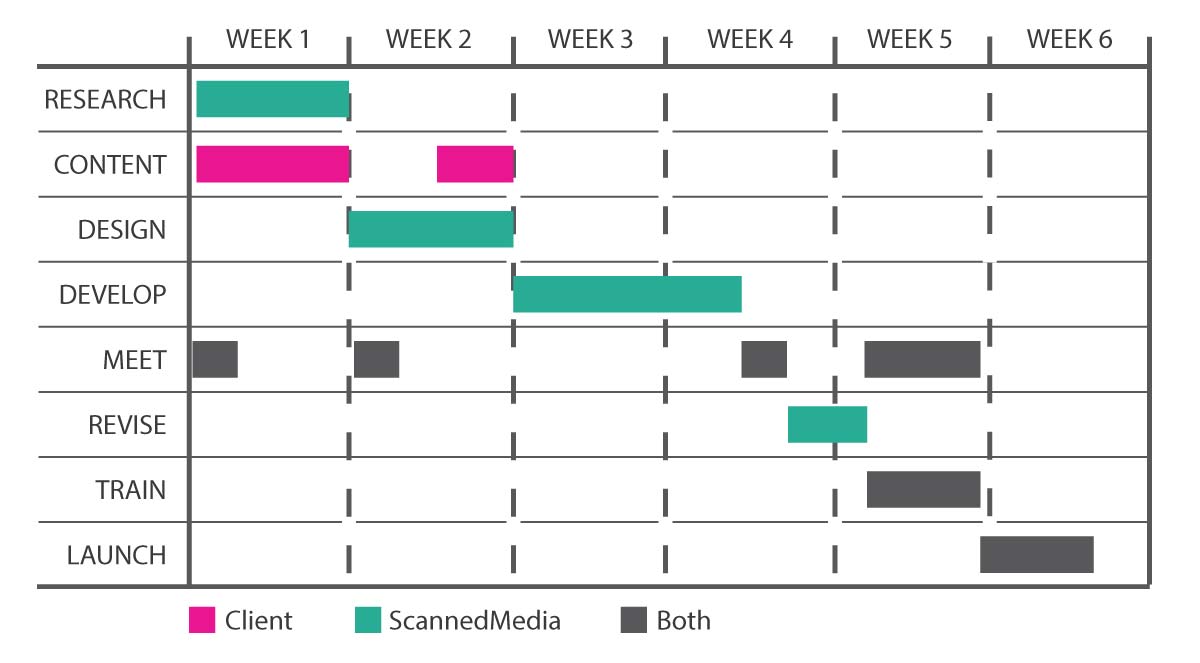 WEEK 1 WEEK 2 WEEK 3 WEEK 4 WEEK 5 WEEK 6
RESEARCH
CONTENT
DESIGN
DEVELOP
MEET
REVISE
TRAIN
LAUNCH
Client ScannedMedia Both